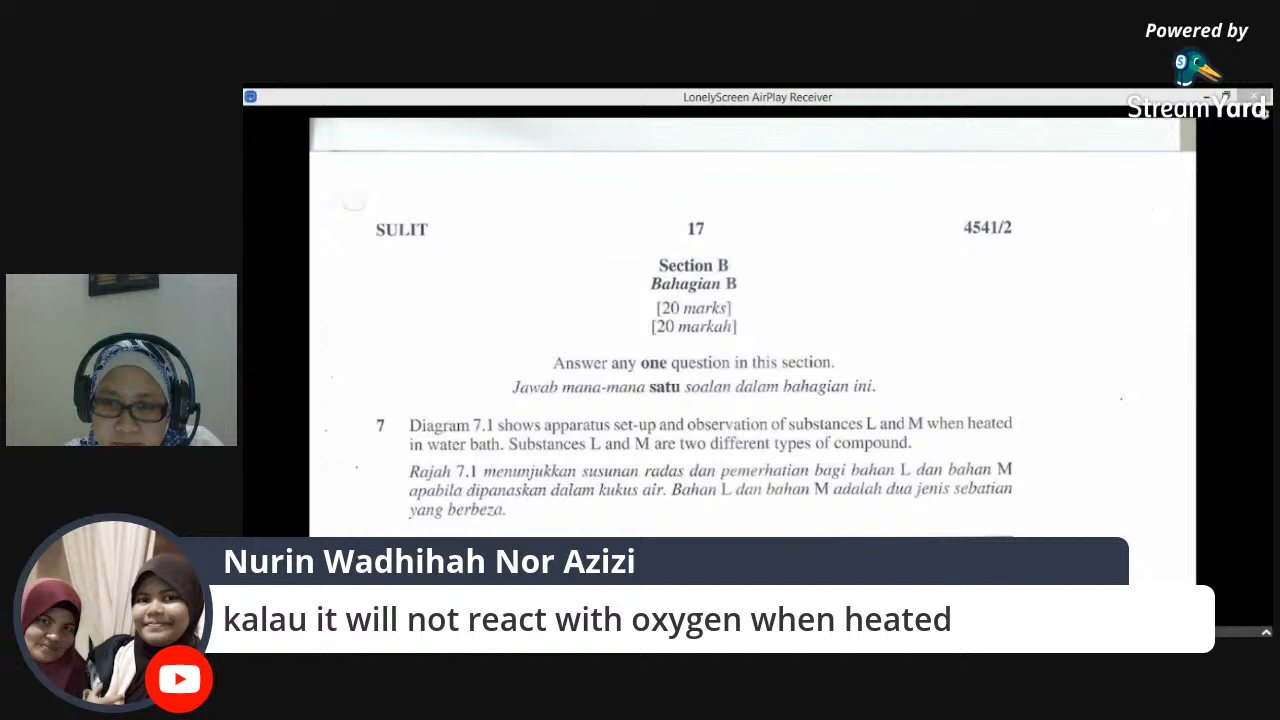 Powered by
StreamYard
LonelyScreen AirPlay Receiver
SULIT 17 4541/2
Section B
Bahagian B
[20 marks]
[20 markah]
Answer any one question in this section.
Jawab mana-mana satu soalan dalam bahagian ini.
7 Diagram 7.1 shows apparatus set-up and observation of substances L and M when heated
in water bath. Substances L and M are two different types of compound.
Rajah 7.1 menunjukkan susunan radas dan pemerhatian bagi bahan L dan bahan M
apabila dipanaskan dalam kukus air. Bahan L dan bahan M adalah dua jenis sebatian
yang berbeza.
Nurin Wadhihah Nor Azizi
kalau it will not react with oxygen when heated